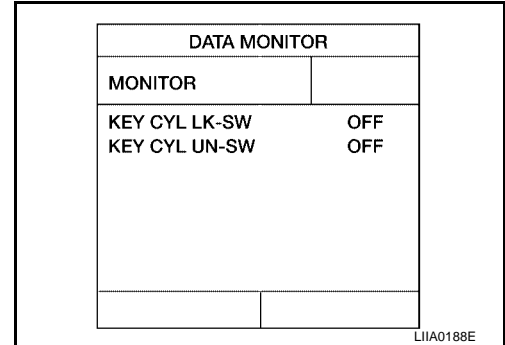 DATA MONITOR
MONITOR
KEY CYL LK-SW OFF
KEY CYL UN-SW OFF
LIIA0188E